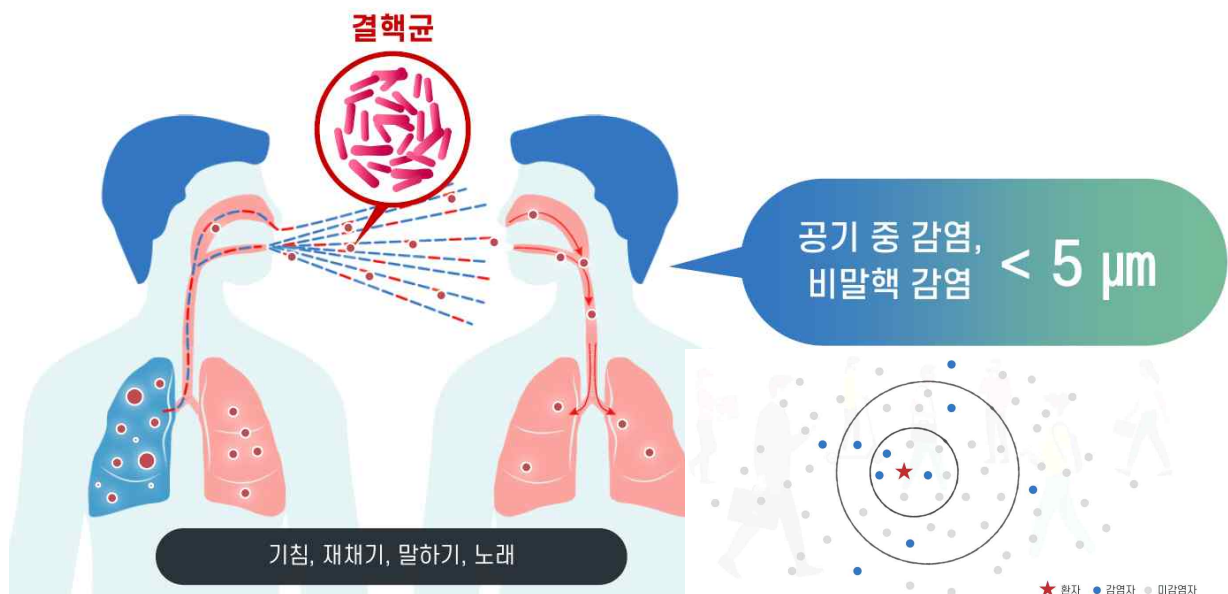 결핵균
공기 중 감염,
비말핵 감염
< 5 μm
기침, 재채기, 말하기, 노래
★ 환자 ● 감염자 ● 미감염자